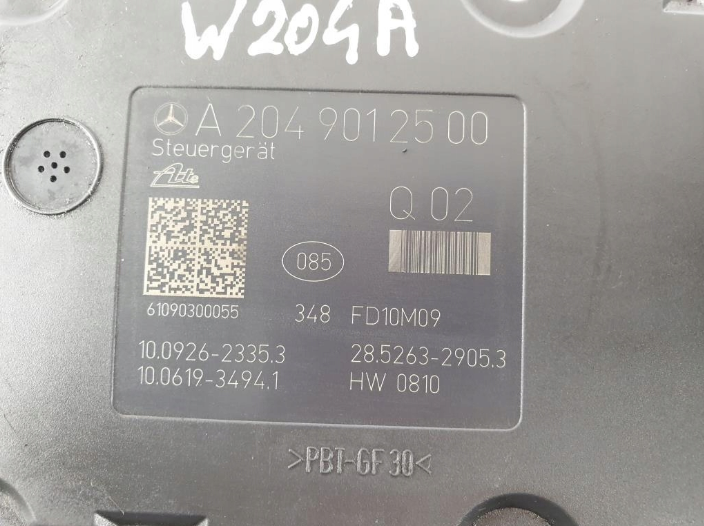 W204A
A 204 901 25 00
Steuergerät
Ate
Q 02
085
61090300055
348 FD10M09
10.0926-2335.3 28.5263-2905.3
10.0619-3494.1 HW 0810
>PBT-GF30<